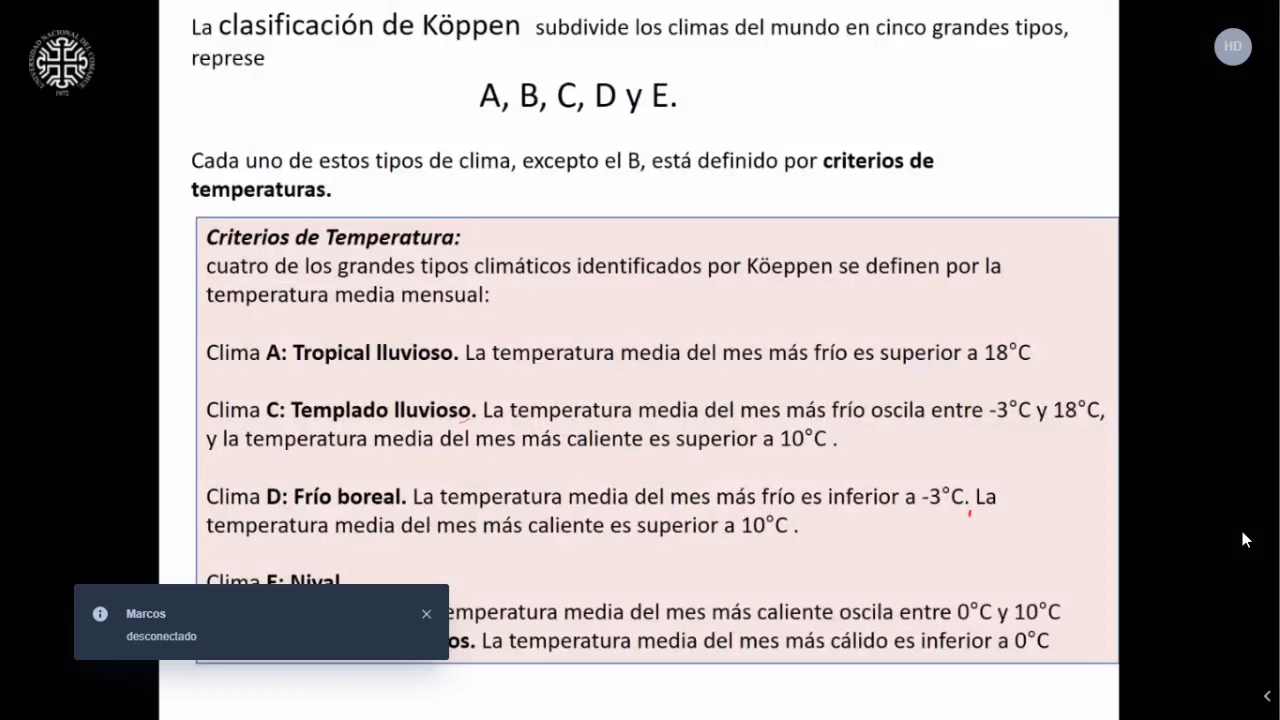 La clasificación de Köppen subdivide los climas del mundo en cinco grandes tipos,
represe
A, B, C, D y E.
Cada uno de estos tipos de clima, excepto el B, está definido por criterios de
temperaturas.
Criterios de Temperatura:
cuatro de los grandes tipos climáticos identificados por Köeppen se definen por la
temperatura media mensual:
Clima A: Tropical lluvioso. La temperatura media del mes más frío es superior a 18°C
Clima C: Templado lluvioso. La temperatura media del mes más frío oscila entre -3°C y 18°C,
y la temperatura media del mes más caliente es superior a 10°C .
Clima D: Frío boreal. La temperatura media del mes más frío es inferior a -3°C. La
temperatura media del mes más caliente es superior a 10°C .
Clima E: Nival
emperatura media del mes más caliente oscila entre 0°C y 10°C
os. La temperatura media del mes más cálido es inferior a 0°C
Marcos
desconectado
HD
UNIVERSIDAD NACIONAL DEL COMAHUE
1972